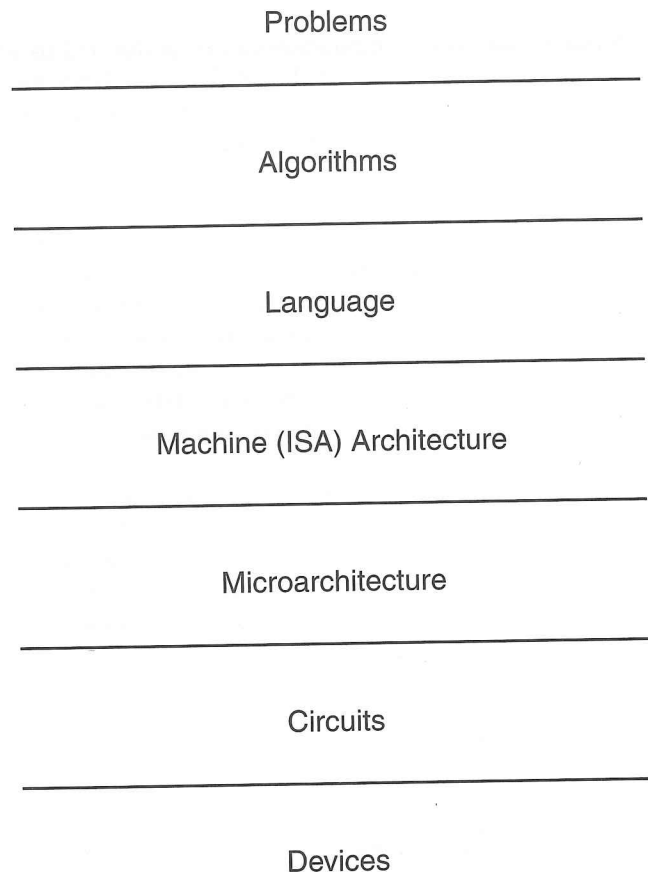 Problems
Algorithms
Language
Machine (ISA) Architecture
Microarchitecture
Circuits
Devices